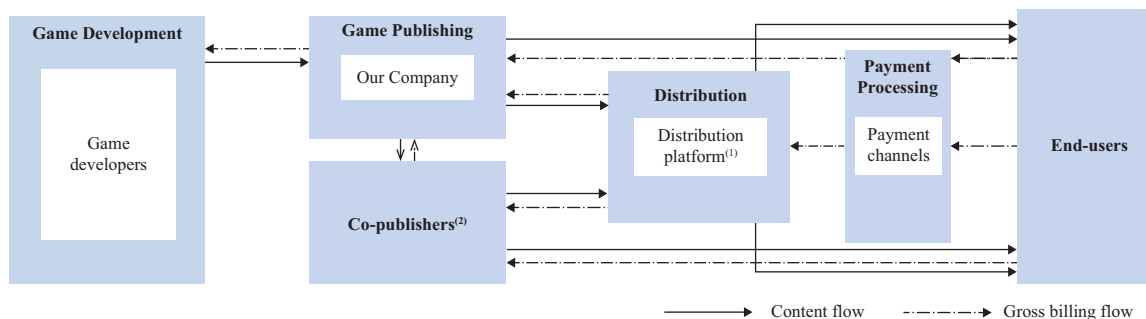 Game Development
Game
developers
Game Publishing
Our Company
Co-publishers(2)
Distribution
Distribution
platform(1)
Payment
Processing
Payment
channels
End-users
Content flow
Gross billing flow